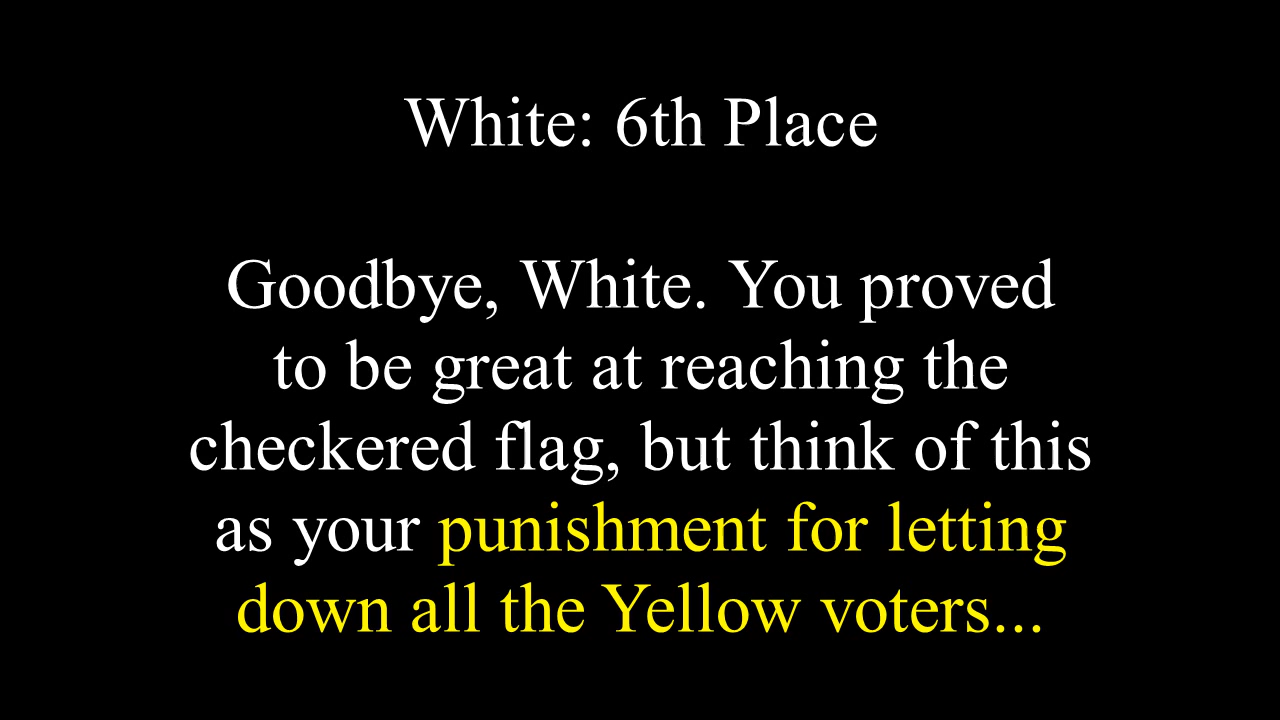 White: 6th Place
Goodbye, White. You proved
to be great at reaching the
checkered flag, but think of this
as your punishment for letting
down all the Yellow voters...